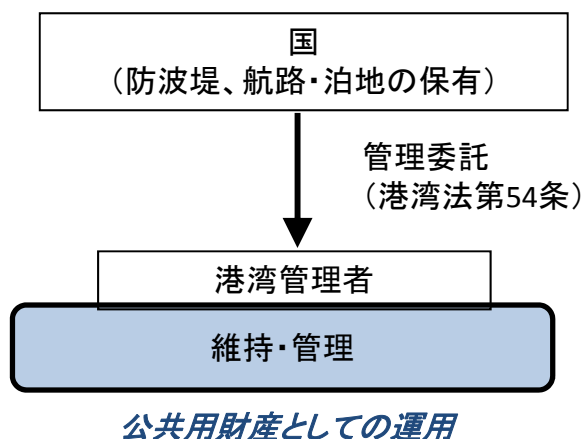 国
（防波堤、航路・泊地の保有）
管理委託
（港湾法第54条）
港湾管理者
維持・管理
公共用財産としての運用